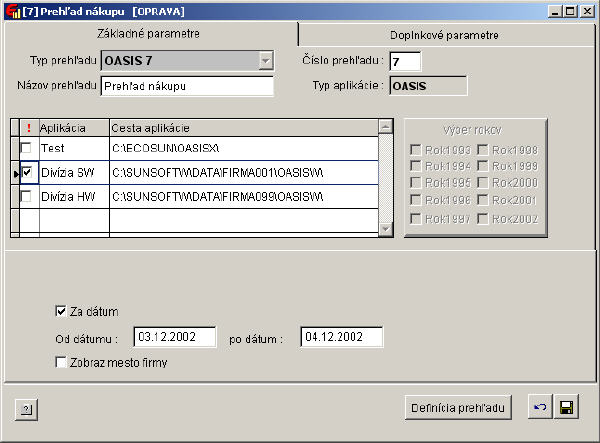 [7] Prehľad nákupu [OPRAVA]
Základné parametre
Doplnkové parametre
Typ prehľadu OASIS 7
Číslo prehľadu : 7
Názov prehľadu Prehľad nákupu
Typ aplikácie : OASIS
! Aplikácia Cesta aplikácie
Test C:\ECOSUN\OASISX\
Divízia SW C:\SUNSOFTW\DATA\FIRMA001\OASISW\
Divízia HW C:\SUNSOFTW\DATA\FIRMA099\OASISW\
Výber rokov
Rok1993 Rok1998
Rok1994 Rok1999
Rok1995 Rok2000
Rok1996 Rok2001
Rok1997 Rok2002
Za dátum
Od dátumu : 03.12.2002 po dátum : 04.12.2002
Zobraz mesto firmy
? Definícia prehľadu